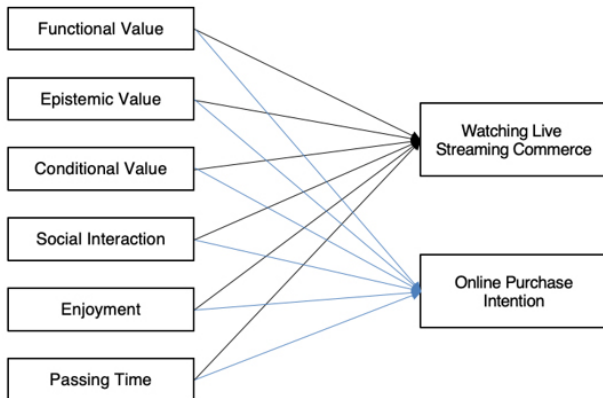 Functional Value
Epistemic Value
Conditional Value
Social Interaction
Enjoyment
Passing Time
Watching Live
Streaming Commerce
Online Purchase
Intention